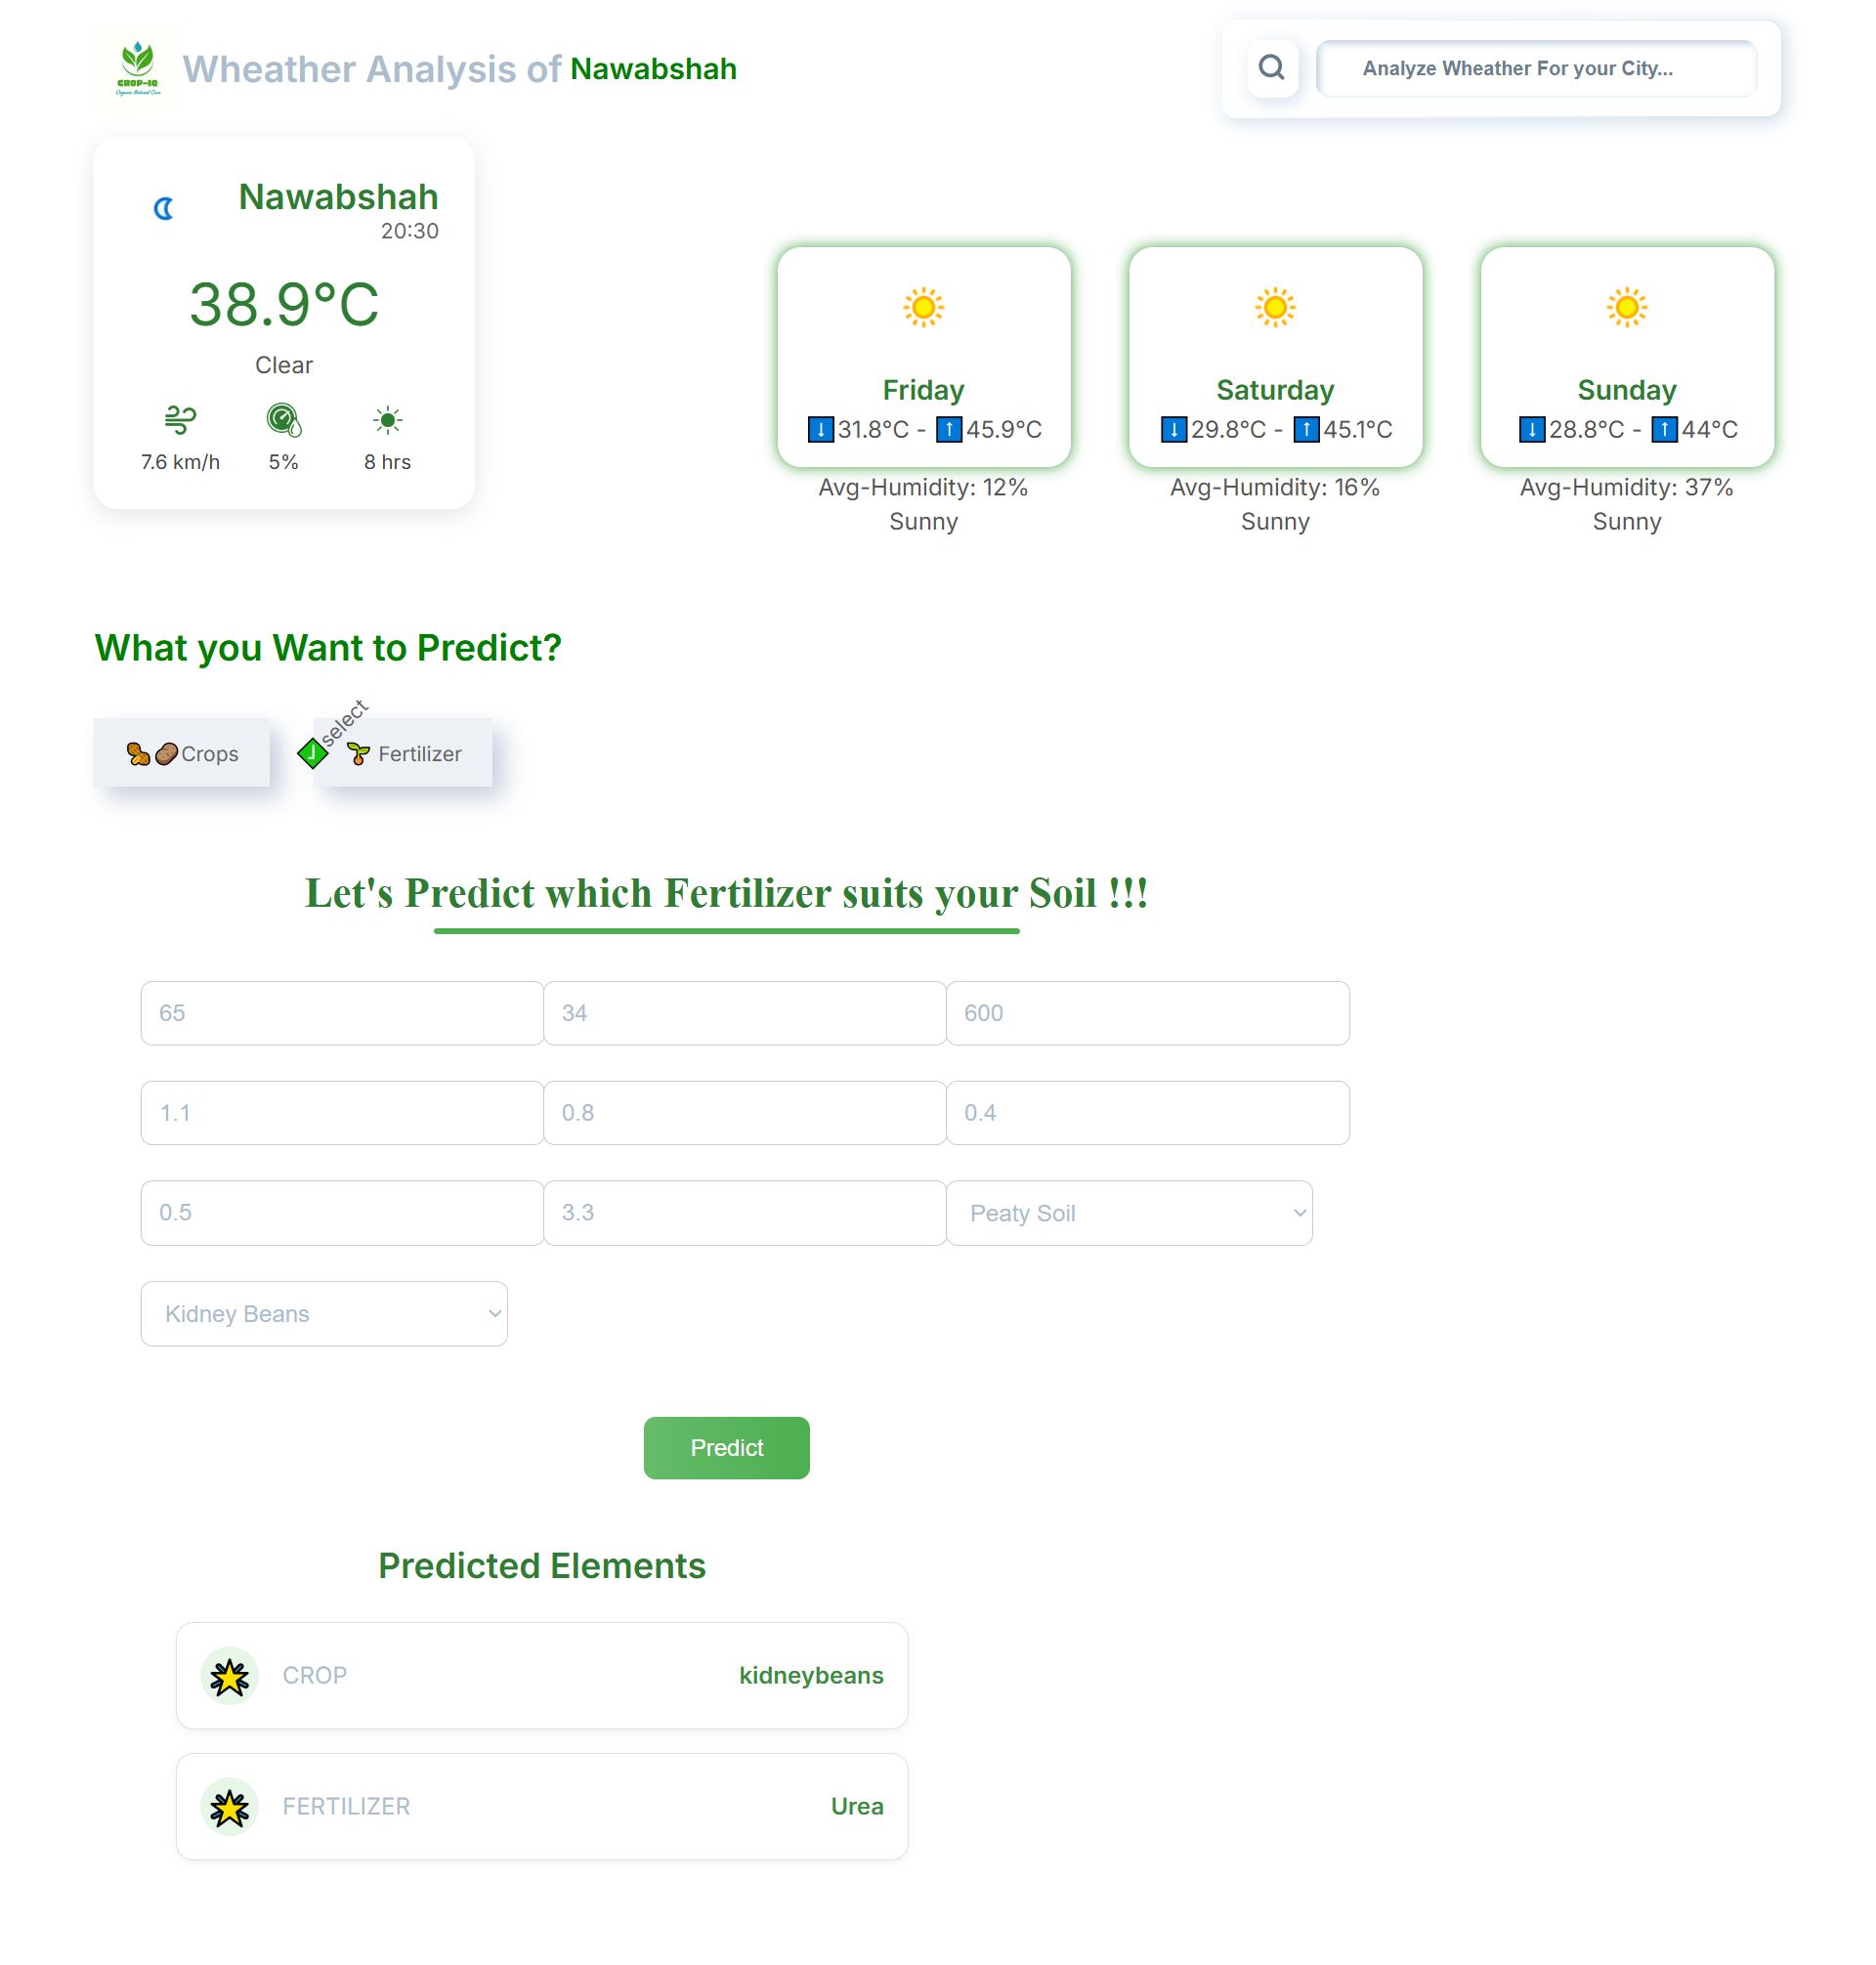 CROP-IQ
Organic Natural Care
Wheather Analysis of Nawabshah
Analyze Wheather For your City...
Nawabshah
20:30
38.9°C
Clear
7.6 km/h 5% 8 hrs
Friday
↓31.8°C - ↑45.9°C
Avg-Humidity: 12%
Sunny
Saturday
↓29.8°C - ↑45.1°C
Avg-Humidity: 16%
Sunny
Sunday
↓28.8°C - ↑44°C
Avg-Humidity: 37%
Sunny
What you Want to Predict?
Crops
select
Fertilizer
Let's Predict which Fertilizer suits your Soil !!!
65 34 600
1.1 0.8 0.4
0.5 3.3 Peaty Soil
Kidney Beans
Predict
Predicted Elements
CROP kidneybeans
FERTILIZER Urea